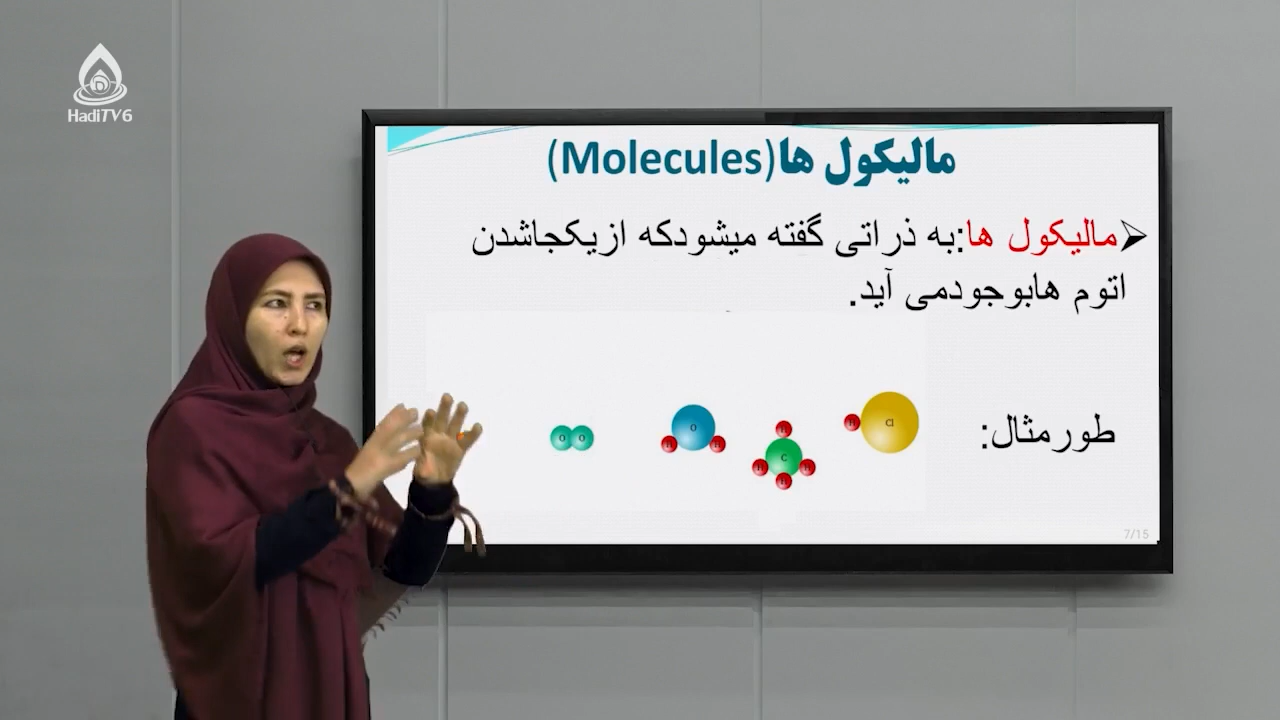 HadiTV6
مالیکول ها(Molecules)
مالیکول ها:به ذراتی گفته میشودکه ازیکجاشدن
اتوم هابوجودمی آید.
طورمثال:
O O
O
H H
H
C
H H
H
H
Cl
7/15